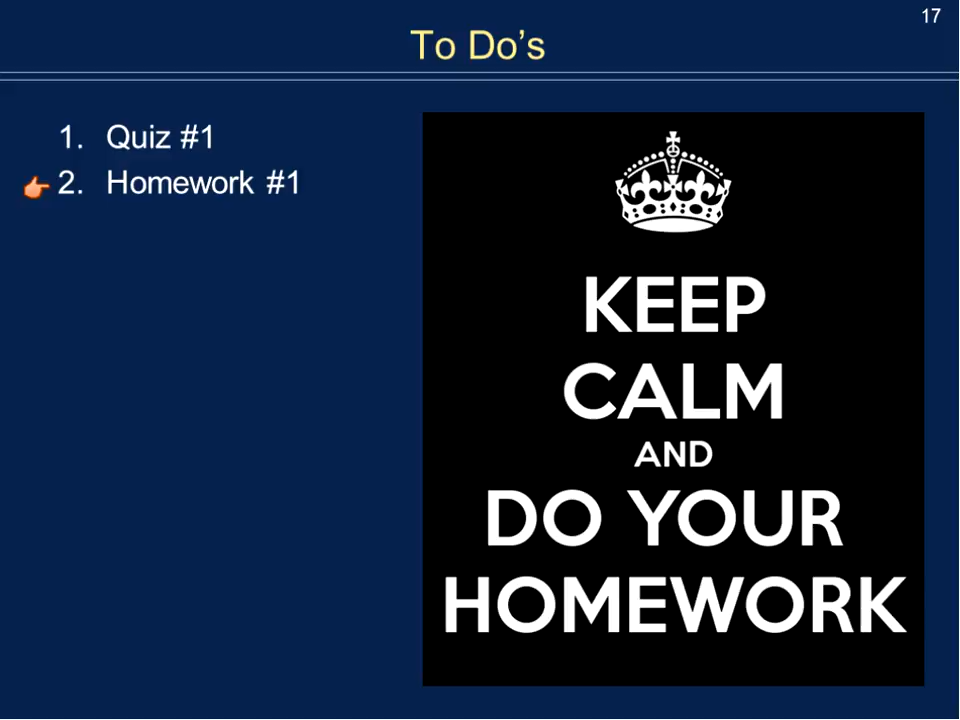 17
To Do’s
1. Quiz #1
2. Homework #1
KEEP
CALM
AND
DO YOUR
HOMEWORK